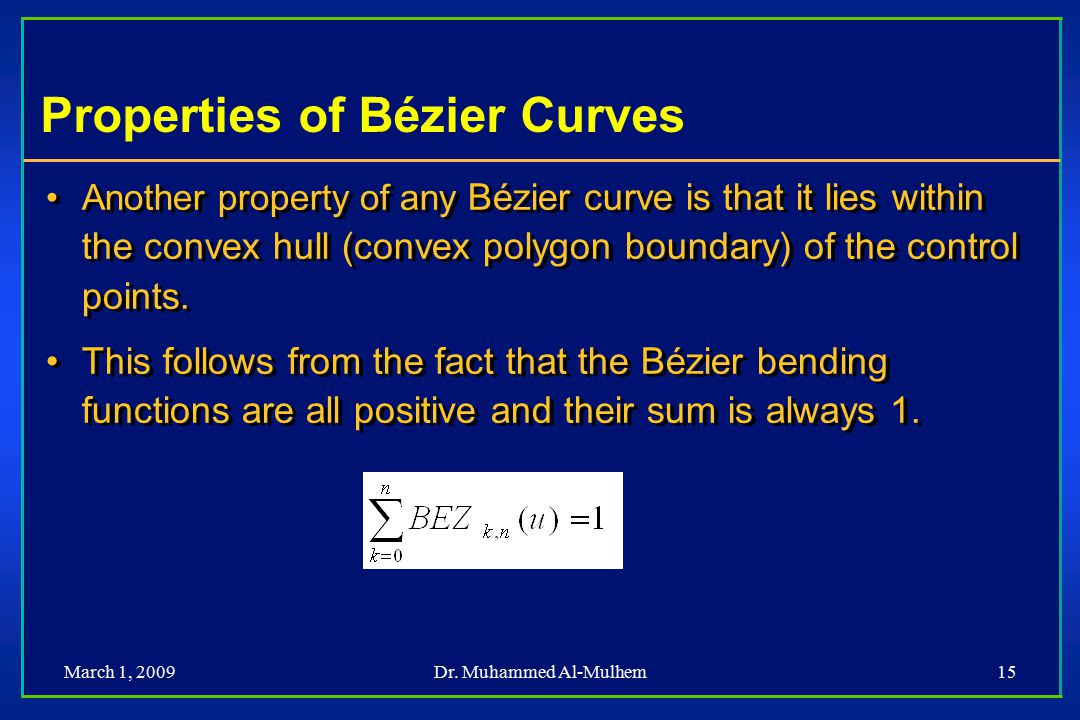 Properties of Bézier Curves
• Another property of any Bézier curve is that it lies within
the convex hull (convex polygon boundary) of the control
points.
• This follows from the fact that the Bézier bending
functions are all positive and their sum is always 1.
n
∑ BEZ k,n (u) = 1
k=0
March 1, 2009 Dr. Muhammed Al-Mulhem 15